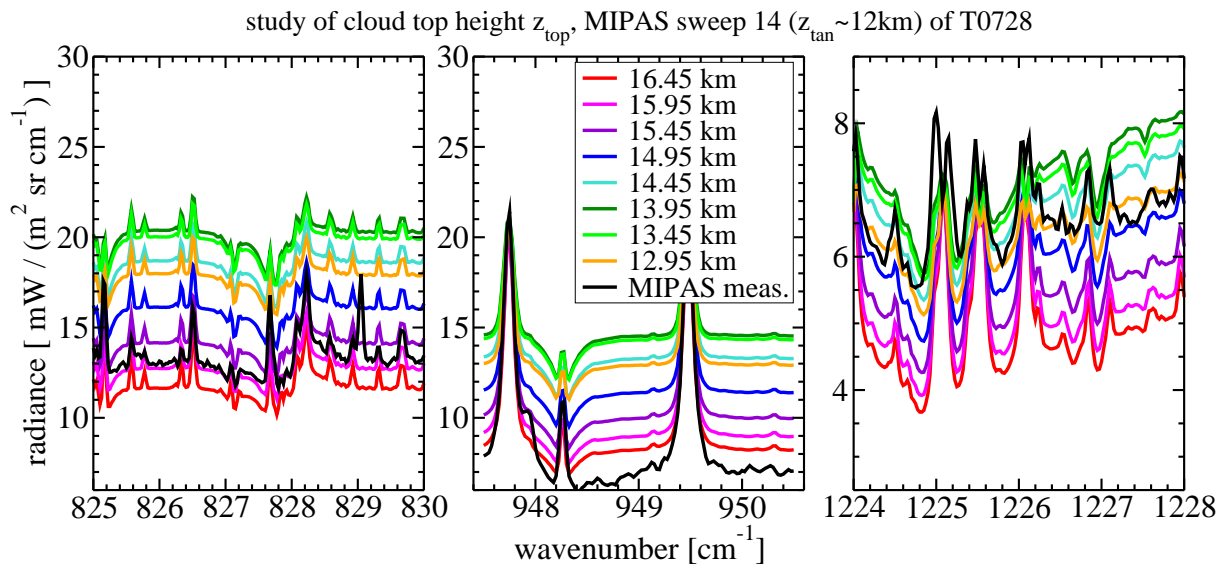 study of cloud top height z_top, MIPAS sweep 14 (z_tan~12km) of T0728
radiance [ mW / (m² sr cm⁻¹) ]
10
15
20
25
30
825 826 827 828 829 830
10
15
20
25
30
948 949 950
16.45 km
15.95 km
15.45 km
14.95 km
14.45 km
13.95 km
13.45 km
12.95 km
MIPAS meas.
4
6
8
1224 1225 1226 1227 1228
wavenumber [cm⁻¹]